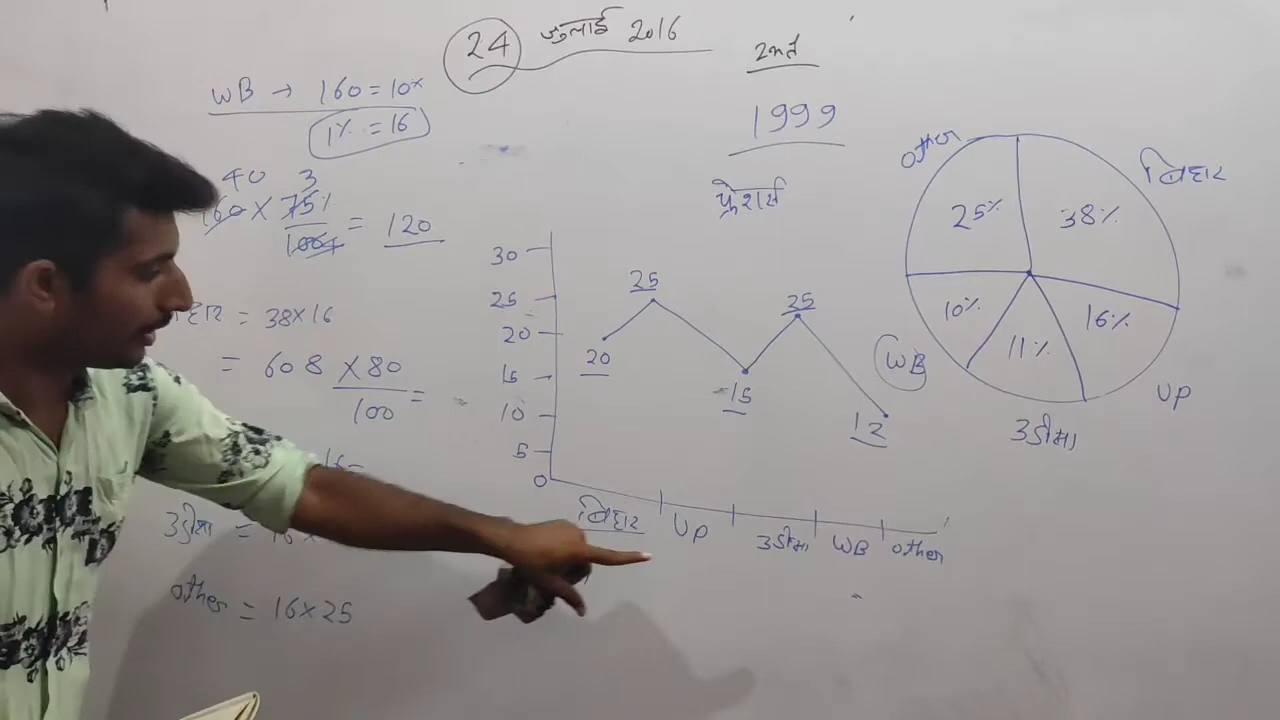 24 जुलाई 2016
WB → 160 = 10%
1% = 16
40 3
160 × 75 / 100 = 120
= 38×16
= 608 × 80 / 100 =
उड़ीसा = 16×
other = 16×25
1999
फ्रेशर्स
30
25
20
15
10
5
0
20
25
15
25
12
बिहार UP उड़ीसा WB other
other
बिहार
25% 38%
10% 11% 16%
WB
UP
उड़ीसा